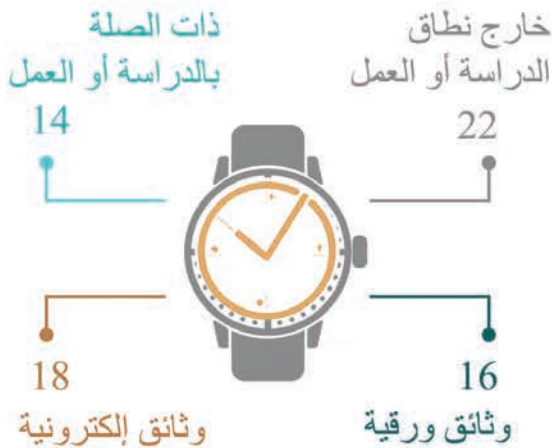 خارج نطاق
الدراسة أو العمل
22
ذات الصلة
بالدراسة أو العمل
14
16
وثائق ورقية
18
وثائق إلكترونية